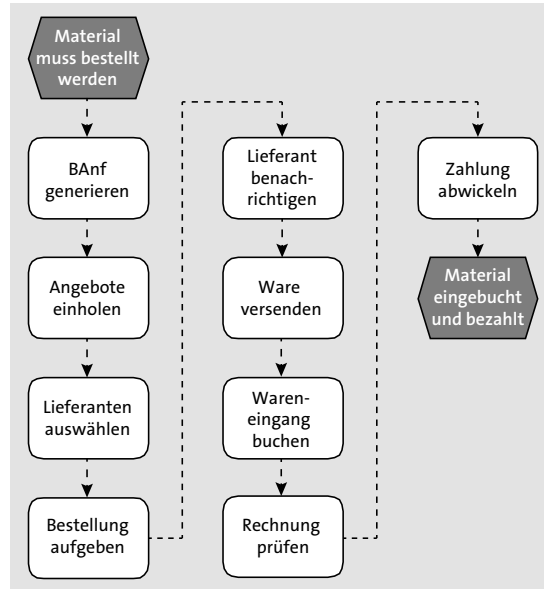 Material
muss bestellt
werden
BAnf
generieren
Angebote
einholen
Lieferanten
auswählen
Bestellung
aufgeben
Lieferant
benach-
richtigen
Ware
versenden
Waren-
eingang
buchen
Rechnung
prüfen
Zahlung
abwickeln
Material
eingebucht
und bezahlt